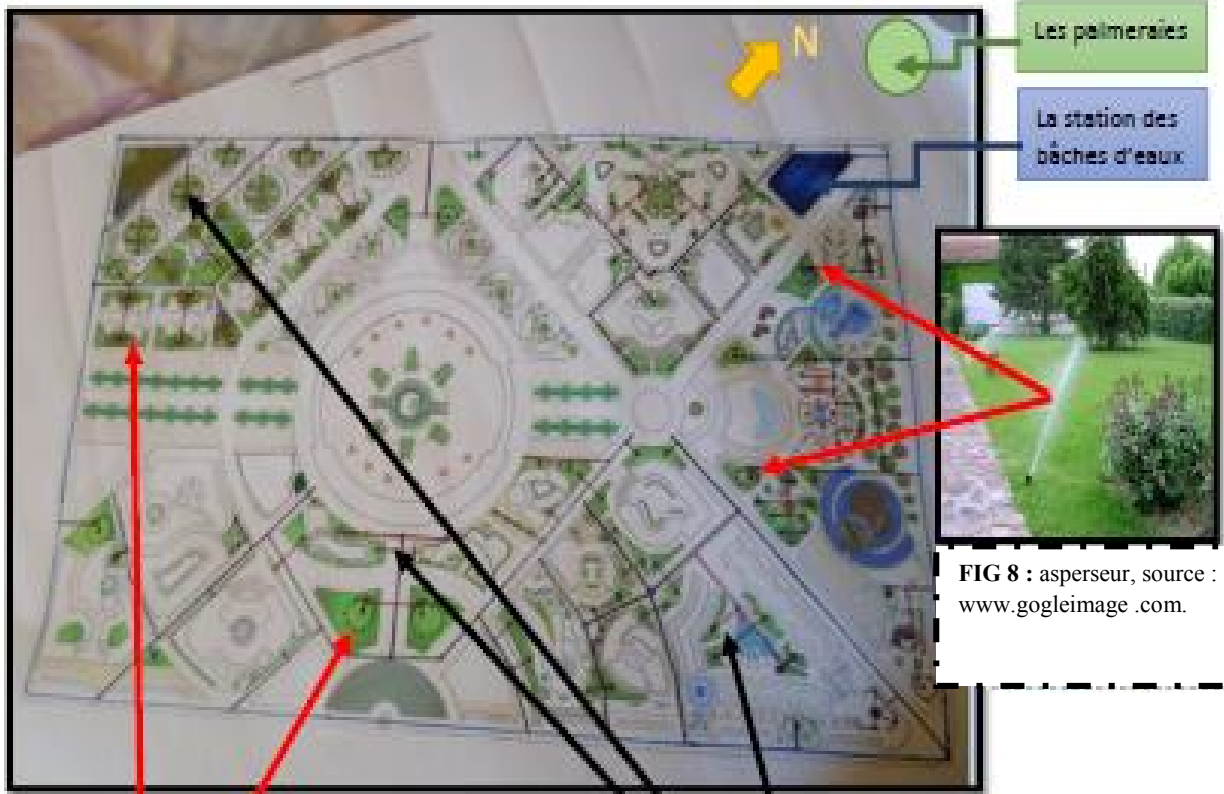 N
Les palmeraies
La station des
bâches d'eaux
FIG 8 : asperseur, source :
www.gogleimage .com.